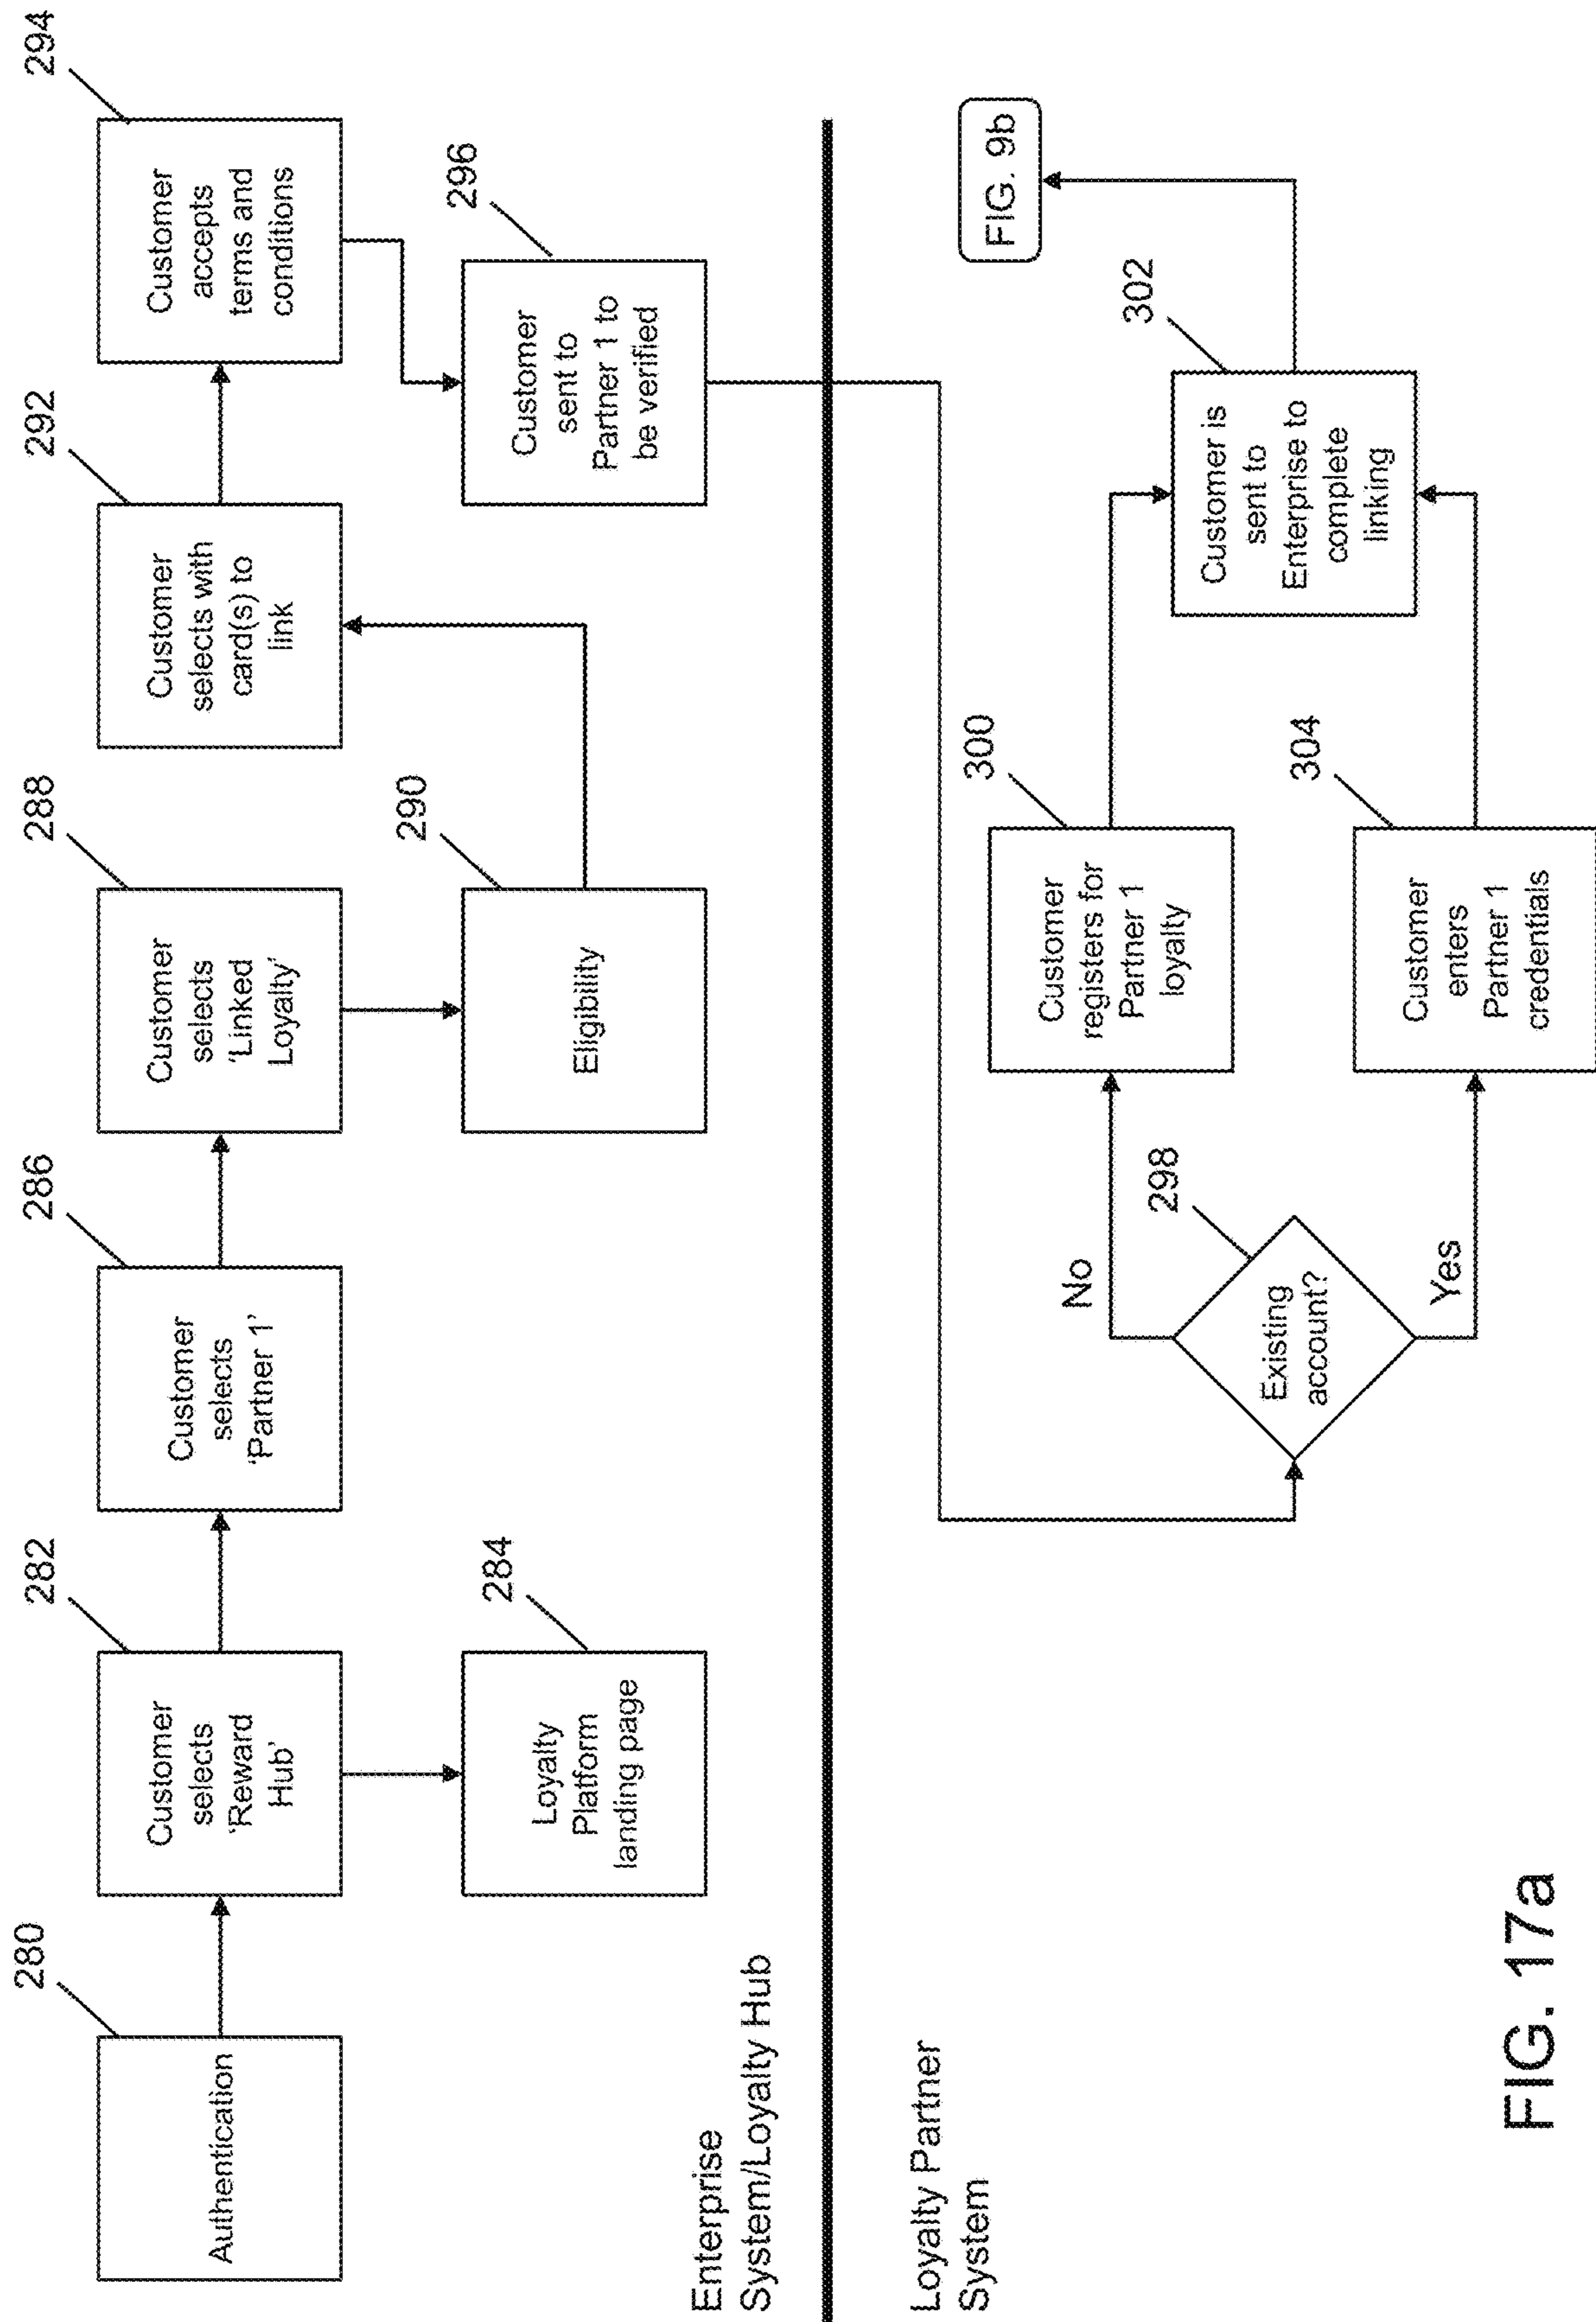 280
Authentication
282
Customer
selects
‘Reward
Hub’
284
Loyalty
Platform
landing page
286
Customer
selects
‘Partner 1’
288
Customer
selects
‘Linked
Loyalty’
290
Eligibility
292
Customer
selects with
card(s) to
link
294
Customer
accepts
terms and
conditions
296
Customer
sent to
Partner 1 to
be verified
Enterprise
System/Loyalty Hub
Loyalty Partner
System
298
Existing
account?
No
Yes
300
Customer
registers for
Partner 1
loyalty
304
Customer
enters
Partner 1
credentials
302
Customer is
sent to
Enterprise to
complete
linking
FIG. 9b
FIG. 17a